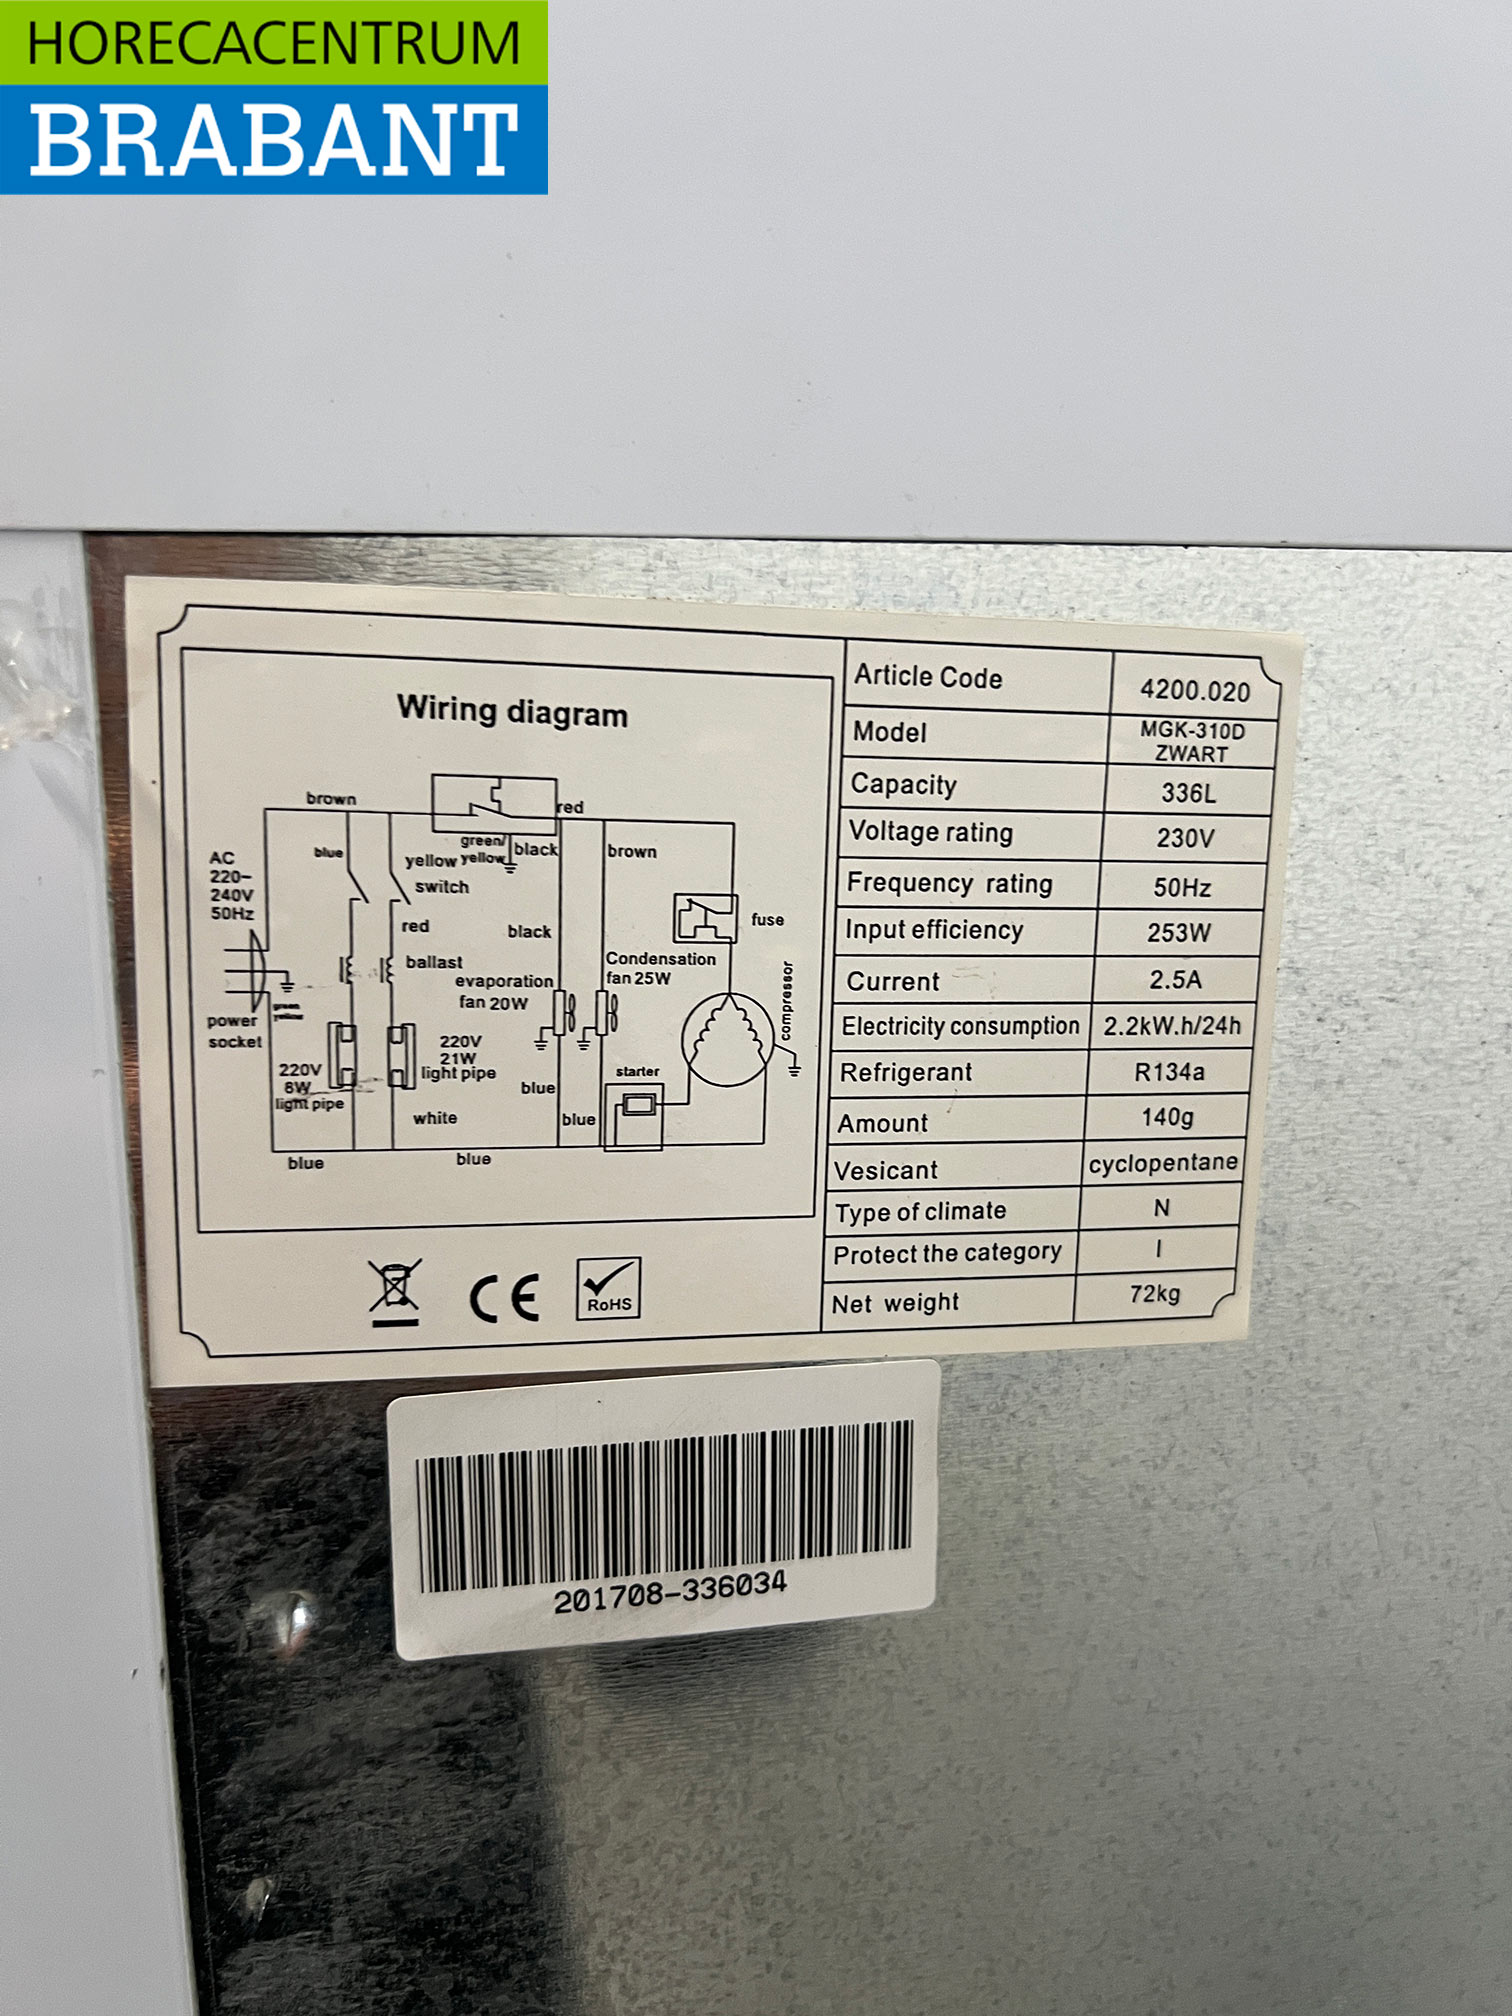 HORECACENTRUM
BRABANT
Wiring diagram
brown
red
blue
green/
yellow yellow
black
brown
AC
220-
240V
50Hz
switch
red
black
fuse
ballast
evaporation
fan 20W
Condensation
fan 25W
compressor
green
yellow
power
socket
220V
8W
light pipe
220V
21W
light pipe
starter
blue
white
blue
blue
blue
RoHS
CE
Article Code 4200.020
Model MGK-310D
ZWART
Capacity 336L
Voltage rating 230V
Frequency rating 50Hz
Input efficiency 253W
Current 2.5A
Electricity consumption 2.2kW.h/24h
Refrigerant R134a
Amount 140g
Vesicant cyclopentane
Type of climate N
Protect the category I
Net weight 72kg
201708-336034